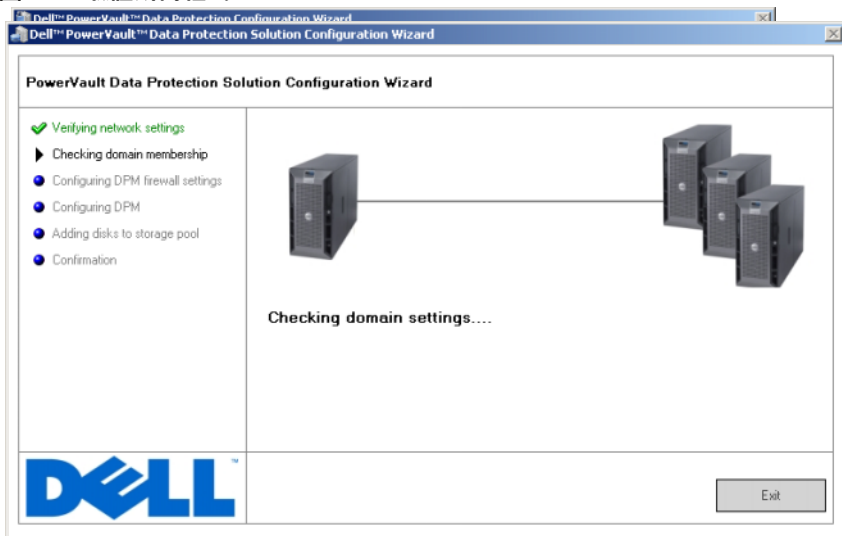 Dell™ PowerVault™ Data Protection Configuration Wizard
Dell™ PowerVault™ Data Protection Solution Configuration Wizard
PowerVault Data Protection Solution Configuration Wizard
Verifying network settings
Checking domain membership
Configuring DPM firewall settings
Configuring DPM
Adding disks to storage pool
Confirmation
Checking domain settings....
DELL™
Exit